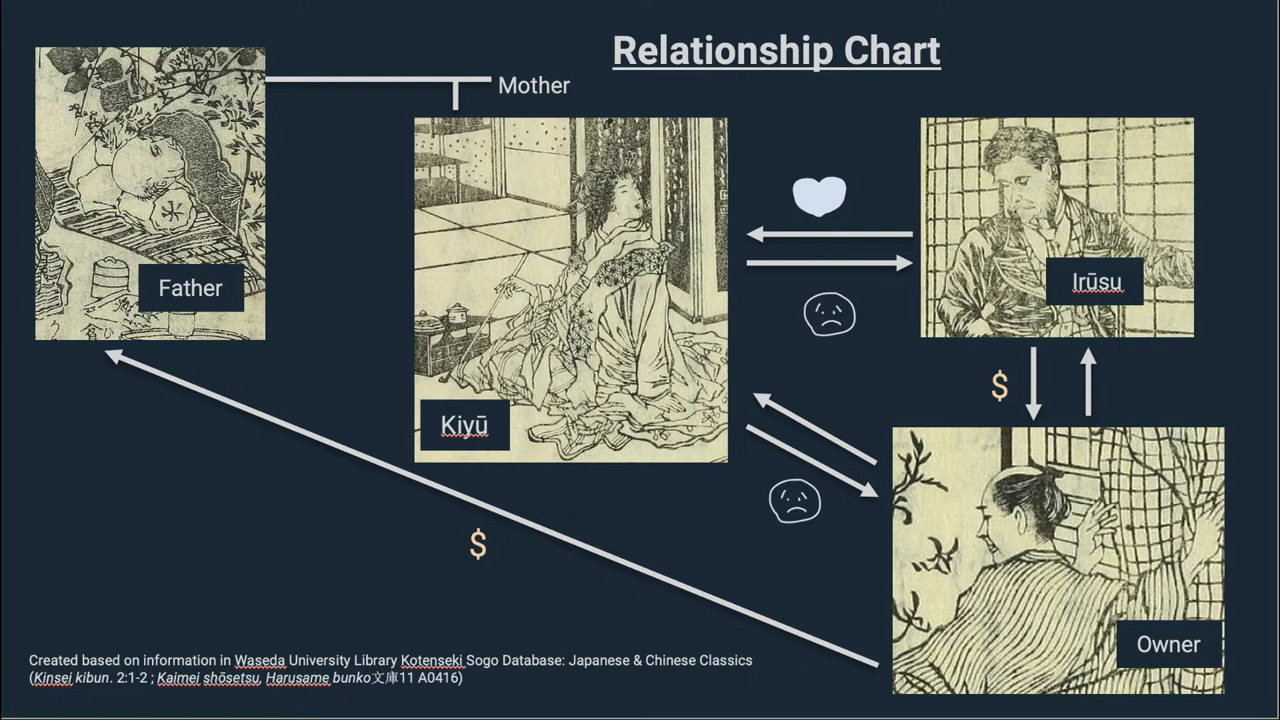 Relationship Chart
Mother
Father
Kiyū
Irūsu
$
$
Owner
Created based on information in Waseda University Library Kotenseki Sogo Database: Japanese & Chinese Classics
(Kinsei kibun. 2:1-2 ; Kaimei shōsetsu, Harusame bunko文庫11 A0416)